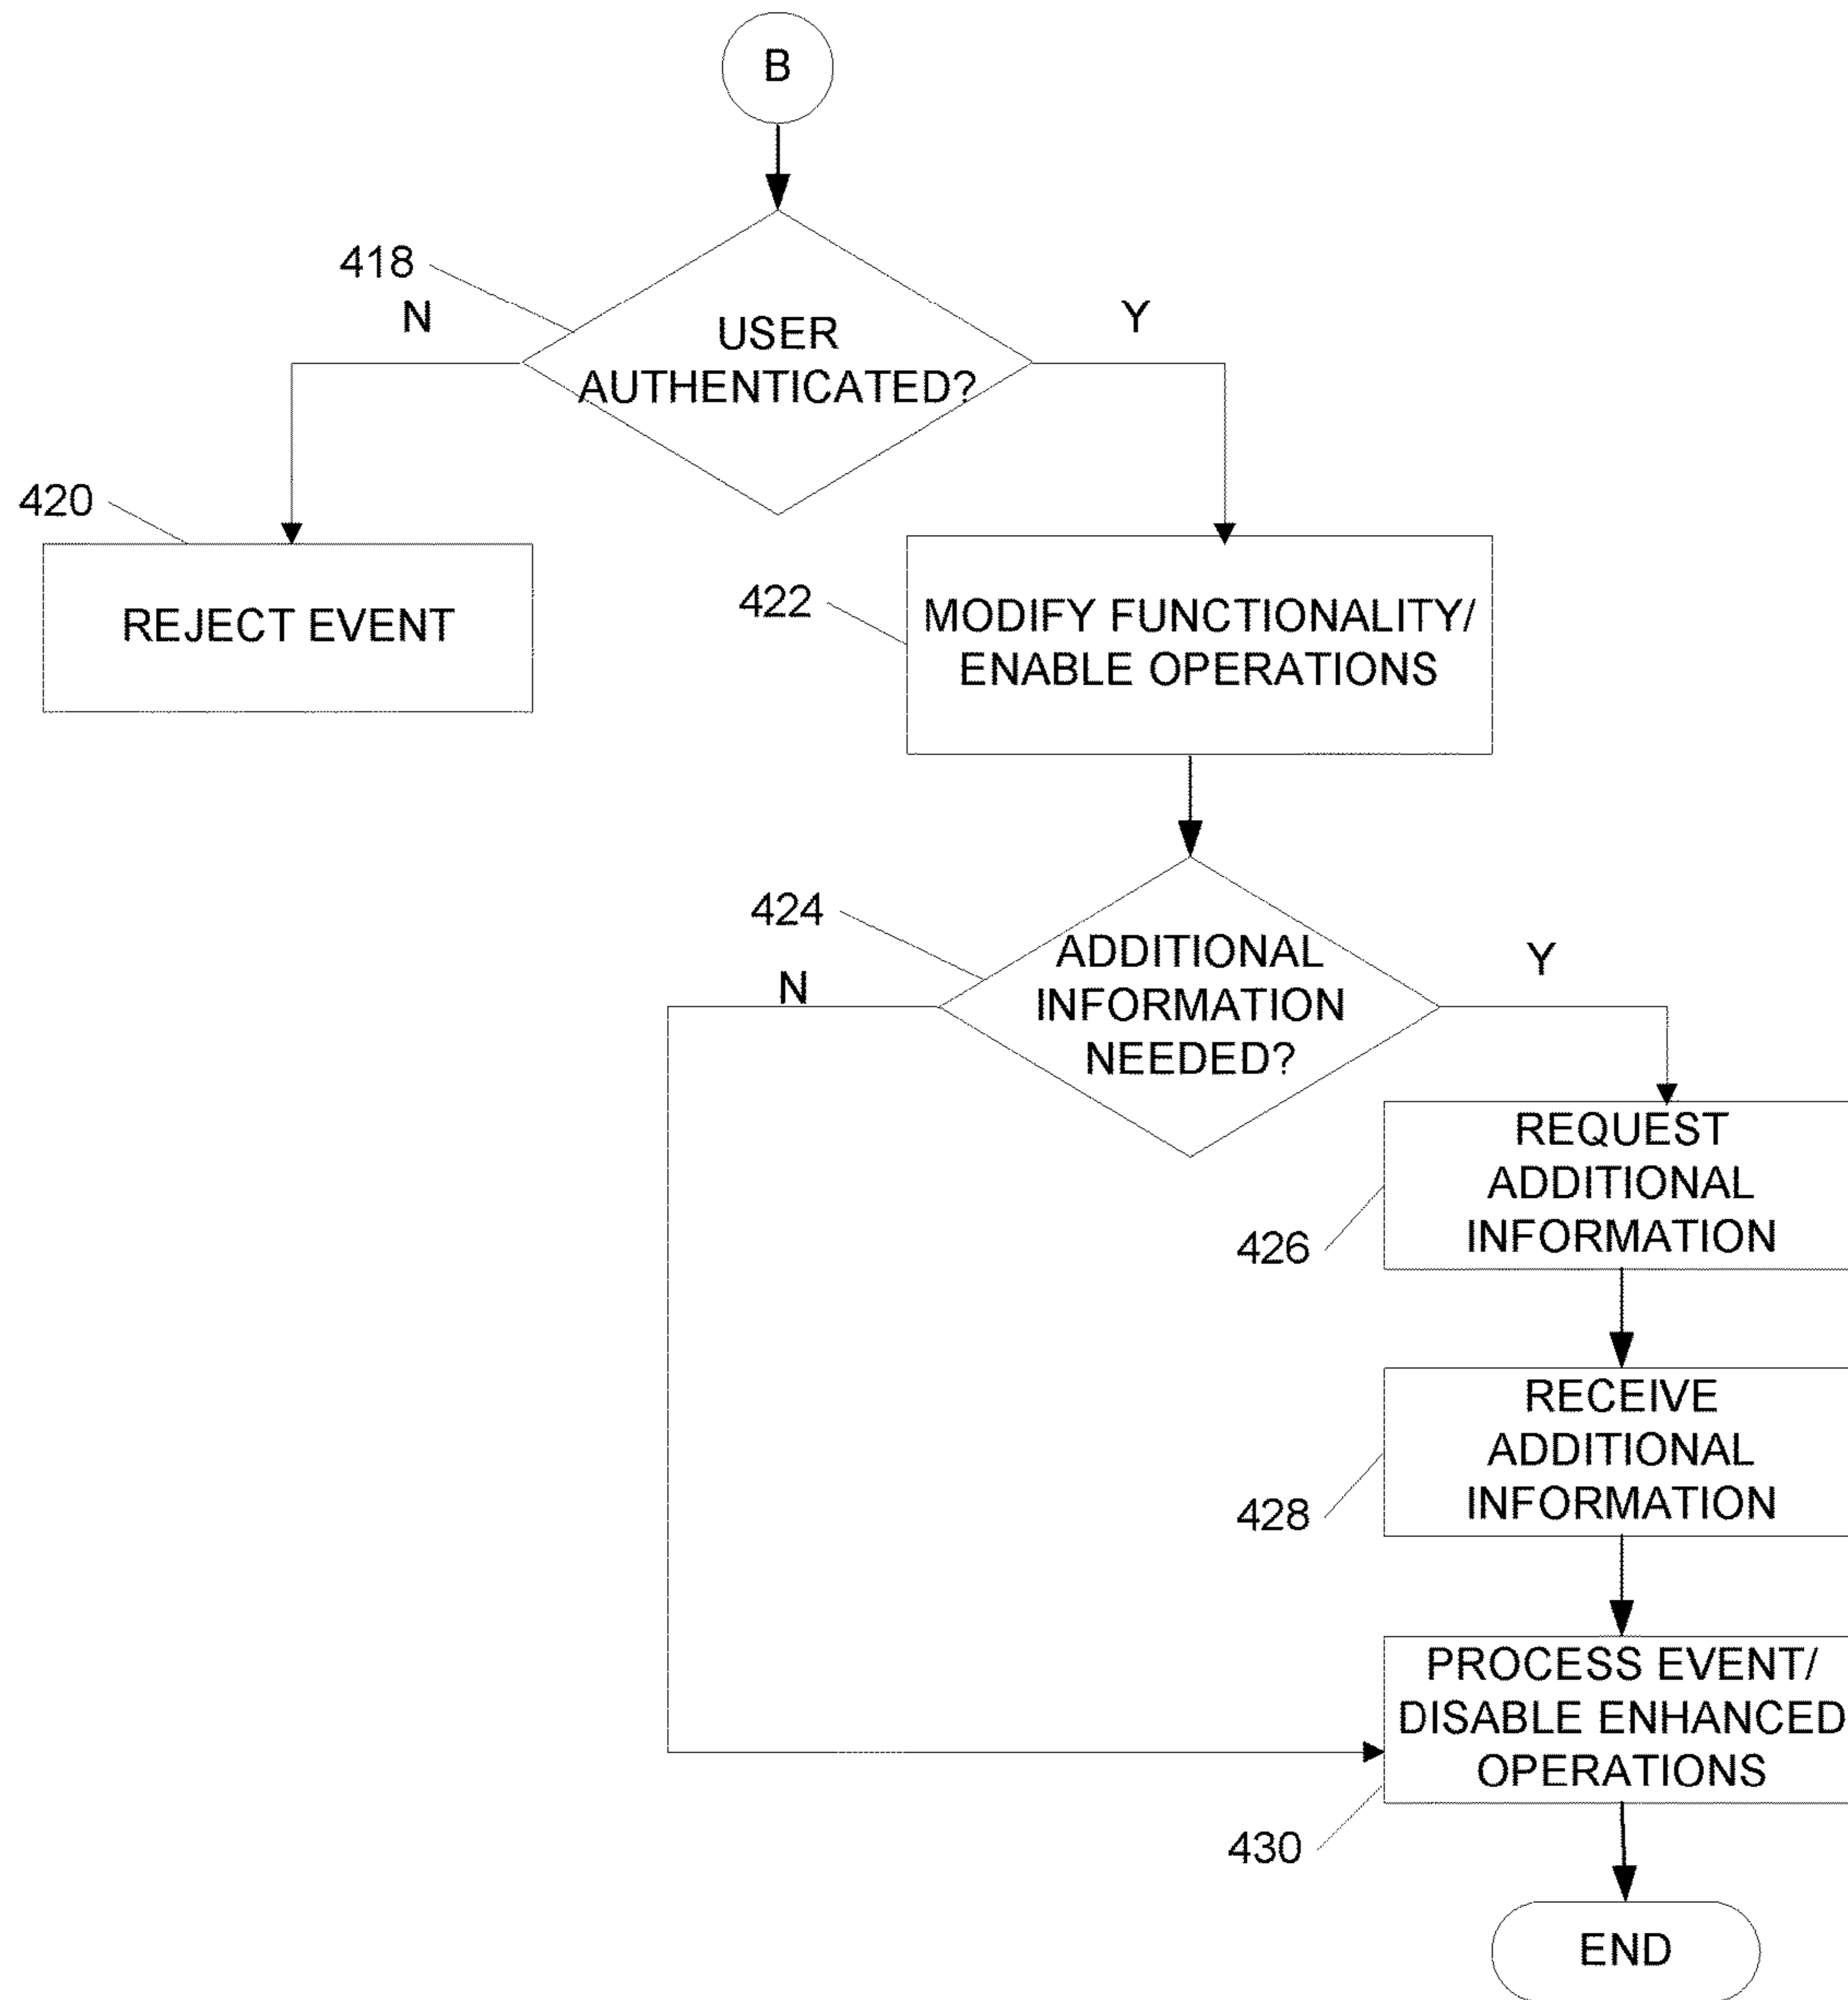 B
418
N
Y
USER
AUTHENTICATED?
420
REJECT EVENT
422
MODIFY FUNCTIONALITY/
ENABLE OPERATIONS
424
N
Y
ADDITIONAL
INFORMATION
NEEDED?
REQUEST
ADDITIONAL
INFORMATION
426
RECEIVE
ADDITIONAL
INFORMATION
428
PROCESS EVENT/
DISABLE ENHANCED
OPERATIONS
430
END